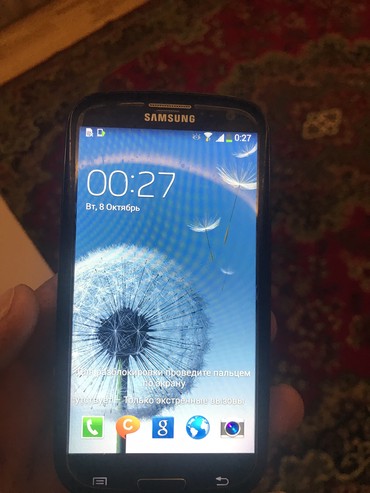 SAMSUNG
0:27
00:27
Вт, 8 Октябрь
Для разблокировки проведите пальцем
по экрану
Только экстренные вызовы
C
g